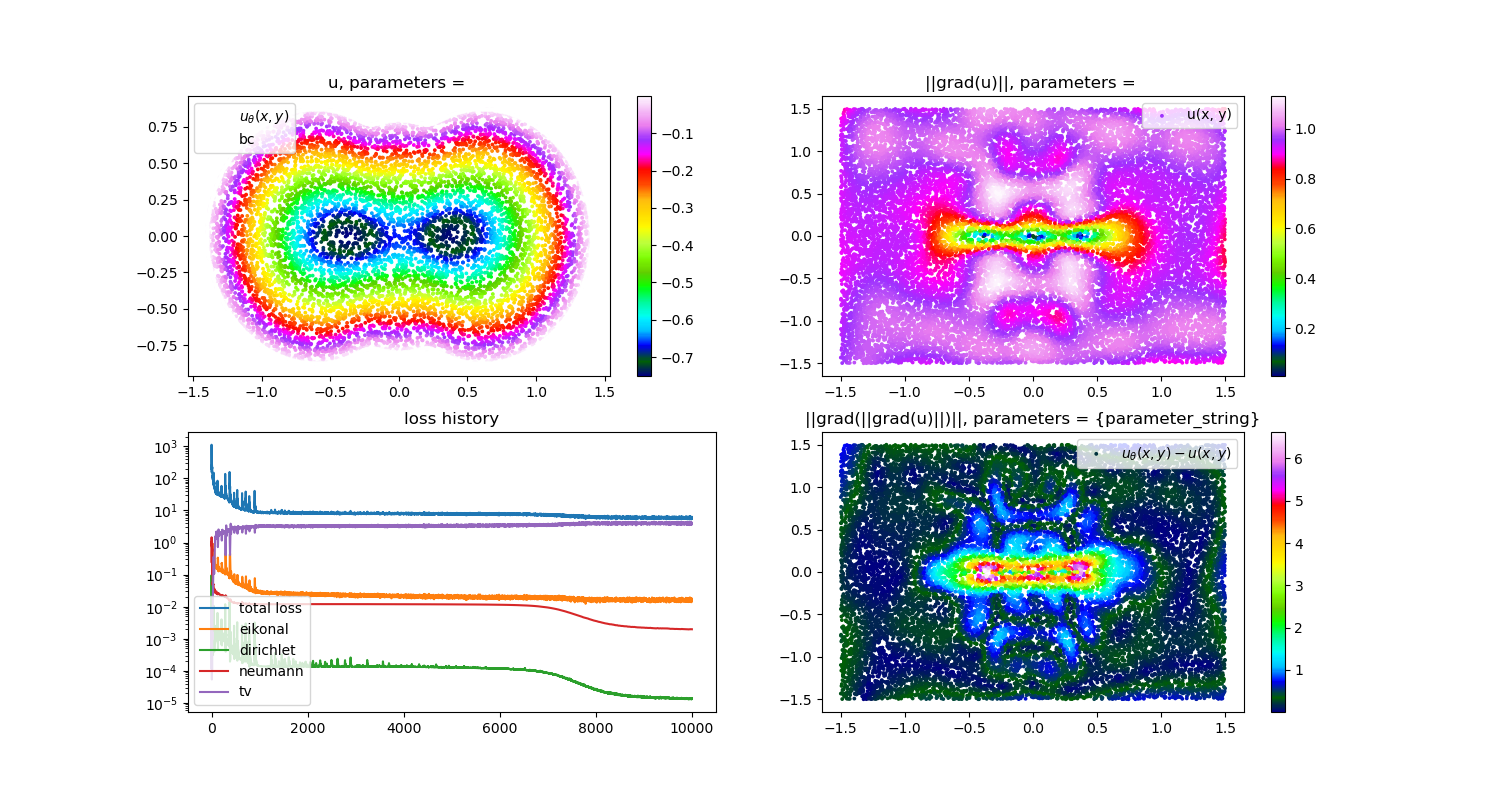 u, parameters =
u_θ(x, y)
bc
0.75
0.50
0.25
0.00
−0.25
−0.50
−0.75
−1.5 −1.0 −0.5 0.0 0.5 1.0 1.5
−0.1
−0.2
−0.3
−0.4
−0.5
−0.6
−0.7
||grad(u)||, parameters =
u(x, y)
1.5
1.0
0.5
0.0
−0.5
−1.0
−1.5
−1.5 −1.0 −0.5 0.0 0.5 1.0 1.5
1.0
0.8
0.6
0.4
0.2
loss history
10³
10²
10¹
10⁰
10⁻¹
10⁻²
10⁻³
10⁻⁴
10⁻⁵
total loss
eikonal
dirichlet
neumann
tv
0 2000 4000 6000 8000 10000
||grad(||grad(u)||)||, parameters = {parameter_string}
u_θ(x, y) − u(x, y)
1.5
1.0
0.5
0.0
−0.5
−1.0
−1.5
−1.5 −1.0 −0.5 0.0 0.5 1.0 1.5
6
5
4
3
2
1